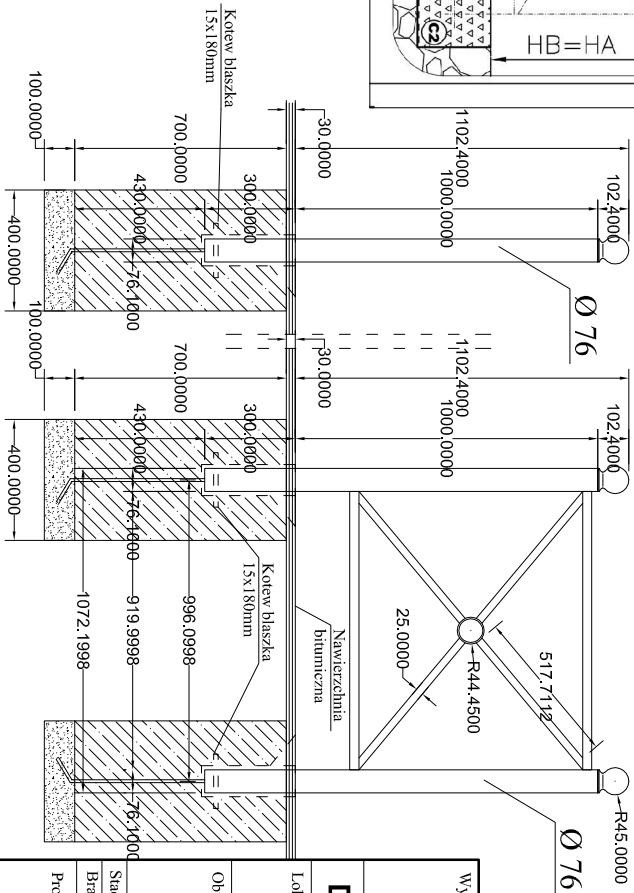 C2
HB=HA
Kotew blaszka
15x180mm
100.0000
700.0000
30.0000
1102.4000
430.0000
300.0000
1000.0000
102.4000
400.0000
76.1000
Ø 76
100.0000
700.0000
30.0000
1102.4000
430.0000
300.0000
1000.0000
102.4000
400.0000
76.1000
Kotew blaszka
15x180mm
996.0998
919.9998
1072.1998
Nawierzchnia
bitumiczna
25.0000
R44.4500
517.7112
76.1000
Ø 76
R45.0000